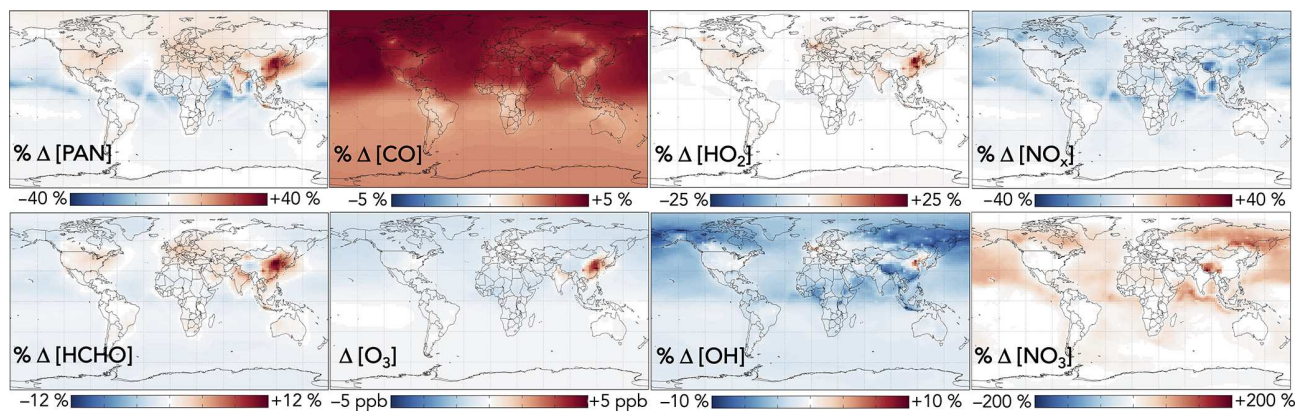 % Δ [PAN]
% Δ [CO]
% Δ [HO₂]
% Δ [NOₓ]
−40 % +40 %
−5 % +5 %
−25 % +25 %
−40 % +40 %
% Δ [HCHO]
Δ [O₃]
% Δ [OH]
% Δ [NO₃]
−12 % +12 %
−5 ppb +5 ppb
−10 % +10 %
−200 % +200 %